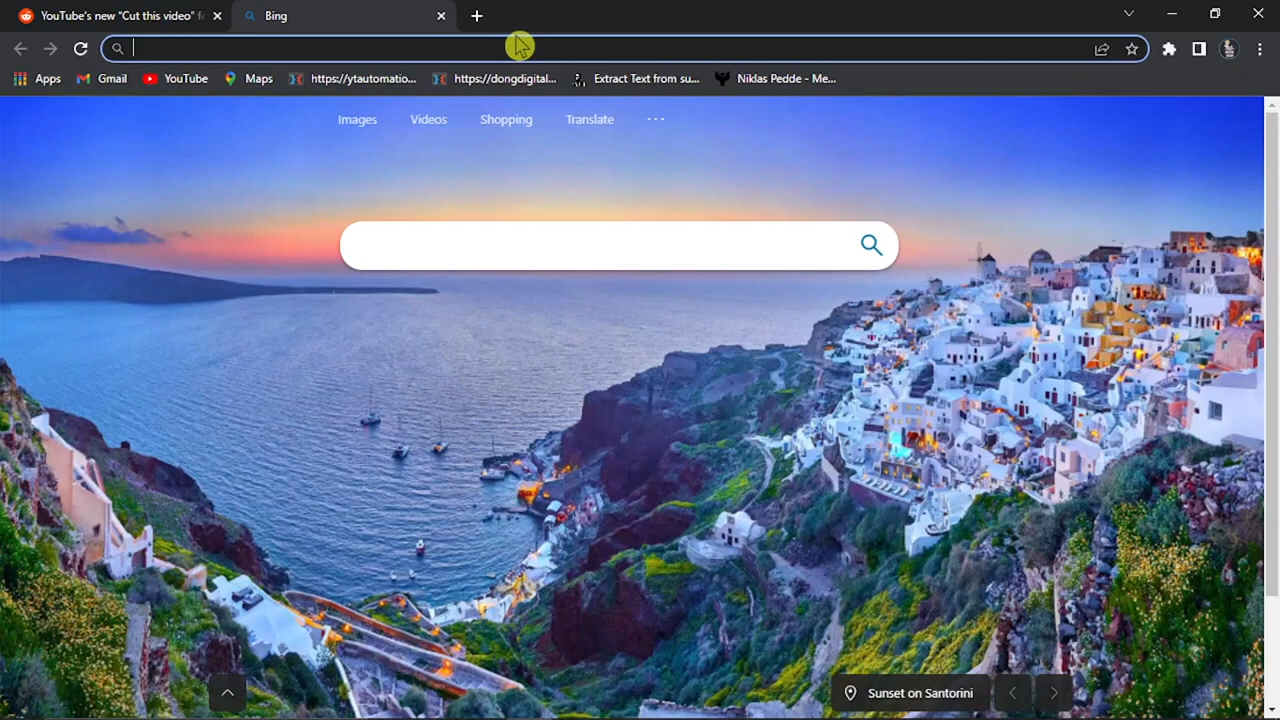 YouTube's new “Cut this video” fe
Bing
Apps
Gmail
YouTube
Maps
https://ytautomatio...
https://dongdigital...
Extract Text from su...
Niklas Pedde - Me...
Images
Videos
Shopping
Translate
Sunset on Santorini